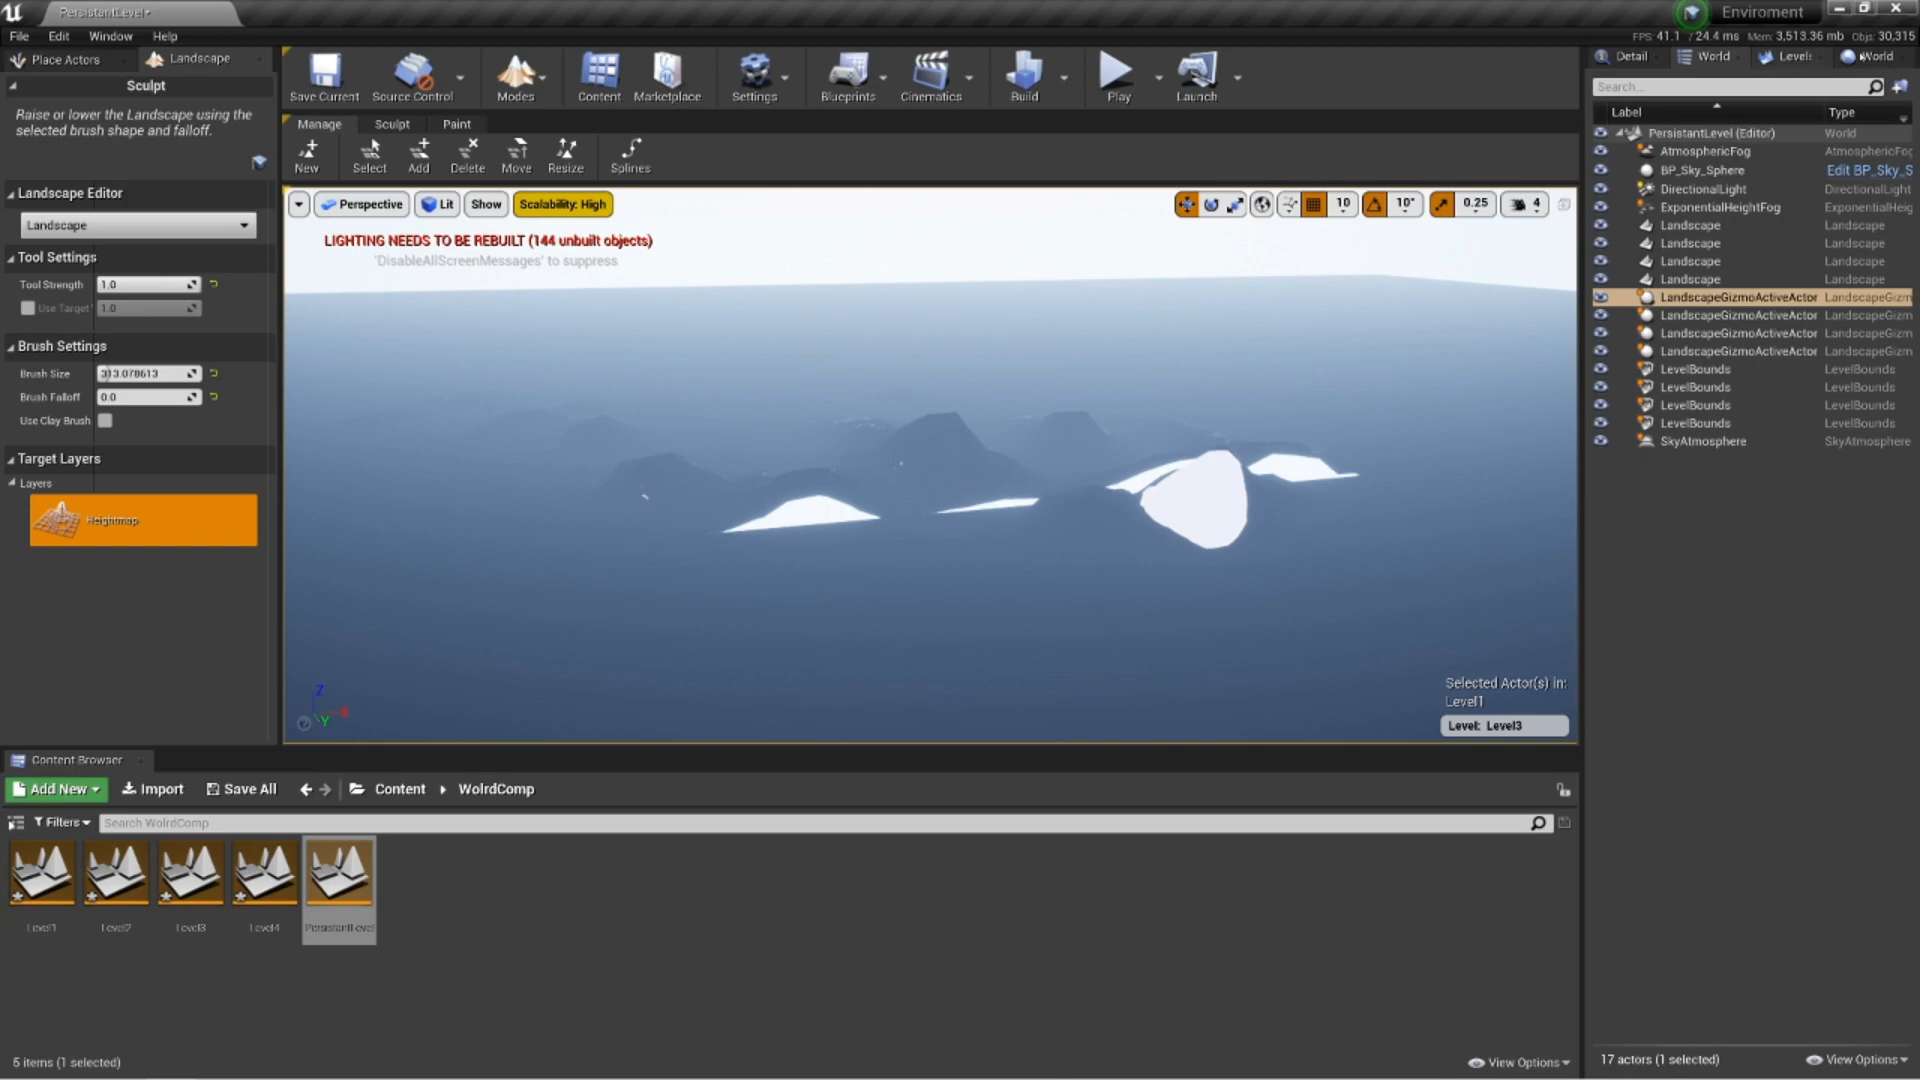 PersistantLevel•
Enviroment
File Edit Window Help
FPS: 41.1 / 24.4 ms Mem: 3,513.36 mb Objs: 30,315
Place Actors
Landscape
Sculpt
Raise or lower the Landscape using the
selected brush shape and falloff.
Landscape Editor
Landscape
Tool Settings
Tool Strength 1.0
Use Target 1.0
Brush Settings
Brush Size 313.078613
Brush Falloff 0.0
Use Clay Brush
Target Layers
Layers
Heightmap
Save Current
Source Control
Modes
Content
Marketplace
Settings
Blueprints
Cinematics
Build
Play
Launch
Manage Sculpt Paint
New Select Add Delete Move Resize Splines
Perspective Lit Show Scalability: High
10 10° 0.25 4
LIGHTING NEEDS TO BE REBUILT (144 unbuilt objects)
'DisableAllScreenMessages' to suppress
Z
X
Y
Selected Actor(s) in:
Level1
Level: Level3
Detail World Levels World
Search...
Label Type
PersistantLevel (Editor) World
AtmosphericFog AtmosphericFog
BP_Sky_Sphere Edit BP_Sky_S
DirectionalLight DirectionalLight
ExponentialHeightFog ExponentialHeig
Landscape Landscape
Landscape Landscape
Landscape Landscape
Landscape Landscape
LandscapeGizmoActiveActor LandscapeGizm
LandscapeGizmoActiveActor LandscapeGizm
LandscapeGizmoActiveActor LandscapeGizm
LandscapeGizmoActiveActor LandscapeGizm
LevelBounds LevelBounds
LevelBounds LevelBounds
LevelBounds LevelBounds
LevelBounds LevelBounds
SkyAtmosphere SkyAtmosphere
17 actors (1 selected) View Options
Content Browser
Add New Import Save All Content WolrdComp
Filters Search WolrdComp
Level1 Level2 Level3 Level4 PersistantLevel
5 items (1 selected) View Options